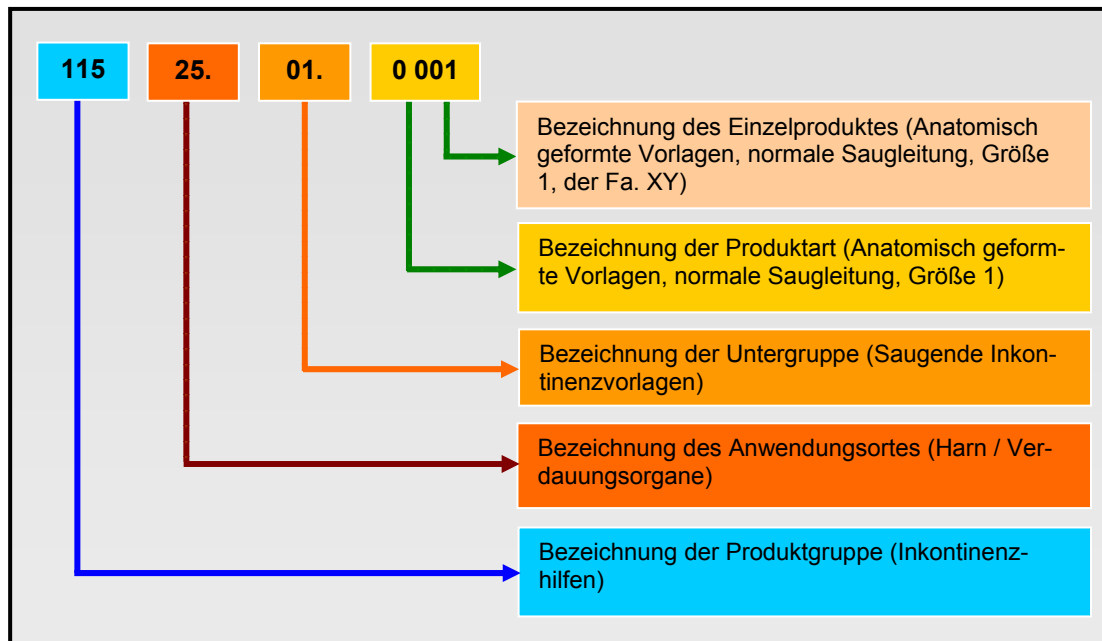 115 25. 01. 0 001
Bezeichnung des Einzelproduktes (Anatomisch
geformte Vorlagen, normale Saugleitung, Größe
1, der Fa. XY)
Bezeichnung der Produktart (Anatomisch geform-
te Vorlagen, normale Saugleitung, Größe 1)
Bezeichnung der Untergruppe (Saugende Inkon-
tinenzvorlagen)
Bezeichnung des Anwendungsortes (Harn / Ver-
dauungsorgane)
Bezeichnung der Produktgruppe (Inkontinenz-
hilfen)